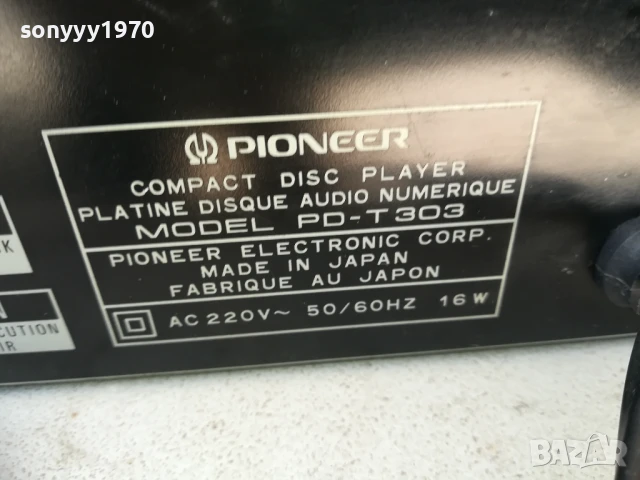 sonyyy1970
PIONEER
COMPACT DISC PLAYER
PLATINE DISQUE AUDIO NUMERIQUE
MODEL PD-T303
PIONEER ELECTRONIC CORP.
MADE IN JAPAN
FABRIQUE AU JAPON
AC 220V~ 50/60HZ 16W
BAZAR